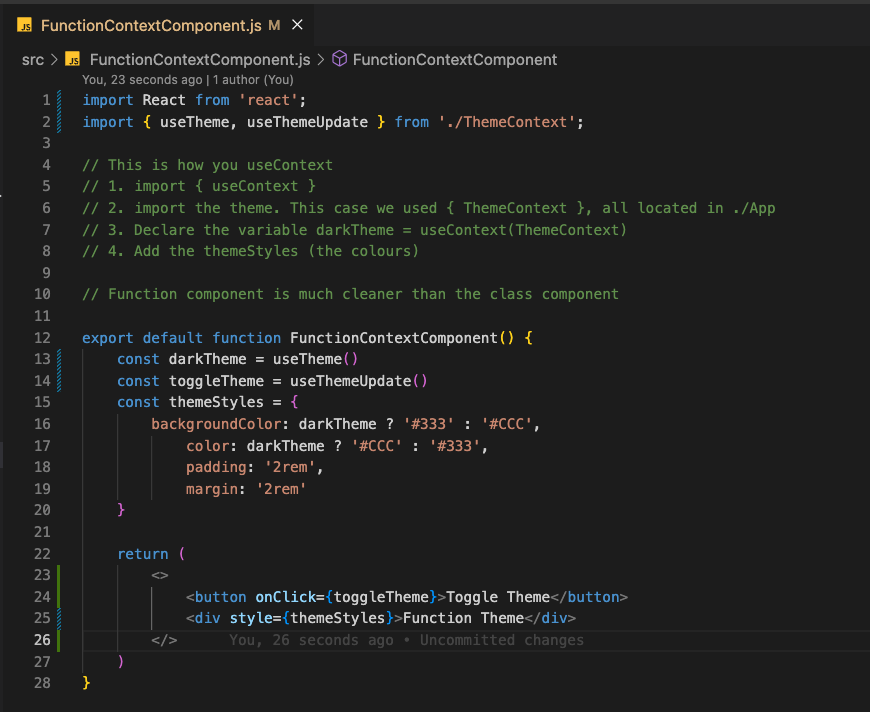 JS FunctionContextComponent.js M ×
src > JS FunctionContextComponent.js > FunctionContextComponent
You, 23 seconds ago | 1 author (You)
1 import React from 'react';
2 import { useTheme, useThemeUpdate } from './ThemeContext';
3
4 // This is how you useContext
5 // 1. import { useContext }
6 // 2. import the theme. This case we used { ThemeContext }, all located in ./App
7 // 3. Declare the variable darkTheme = useContext(ThemeContext)
8 // 4. Add the themeStyles (the colours)
9
10 // Function component is much cleaner than the class component
11
12 export default function FunctionContextComponent() {
13     const darkTheme = useTheme()
14     const toggleTheme = useThemeUpdate()
15     const themeStyles = {
16         backgroundColor: darkTheme ? '#333' : '#CCC',
17             color: darkTheme ? '#CCC' : '#333',
18             padding: '2rem',
19             margin: '2rem'
20     }
21
22     return (
23         <>
24             <button onClick={toggleTheme}>Toggle Theme</button>
25             <div style={themeStyles}>Function Theme</div>
26         </>      You, 26 seconds ago • Uncommitted changes
27     )
28 }